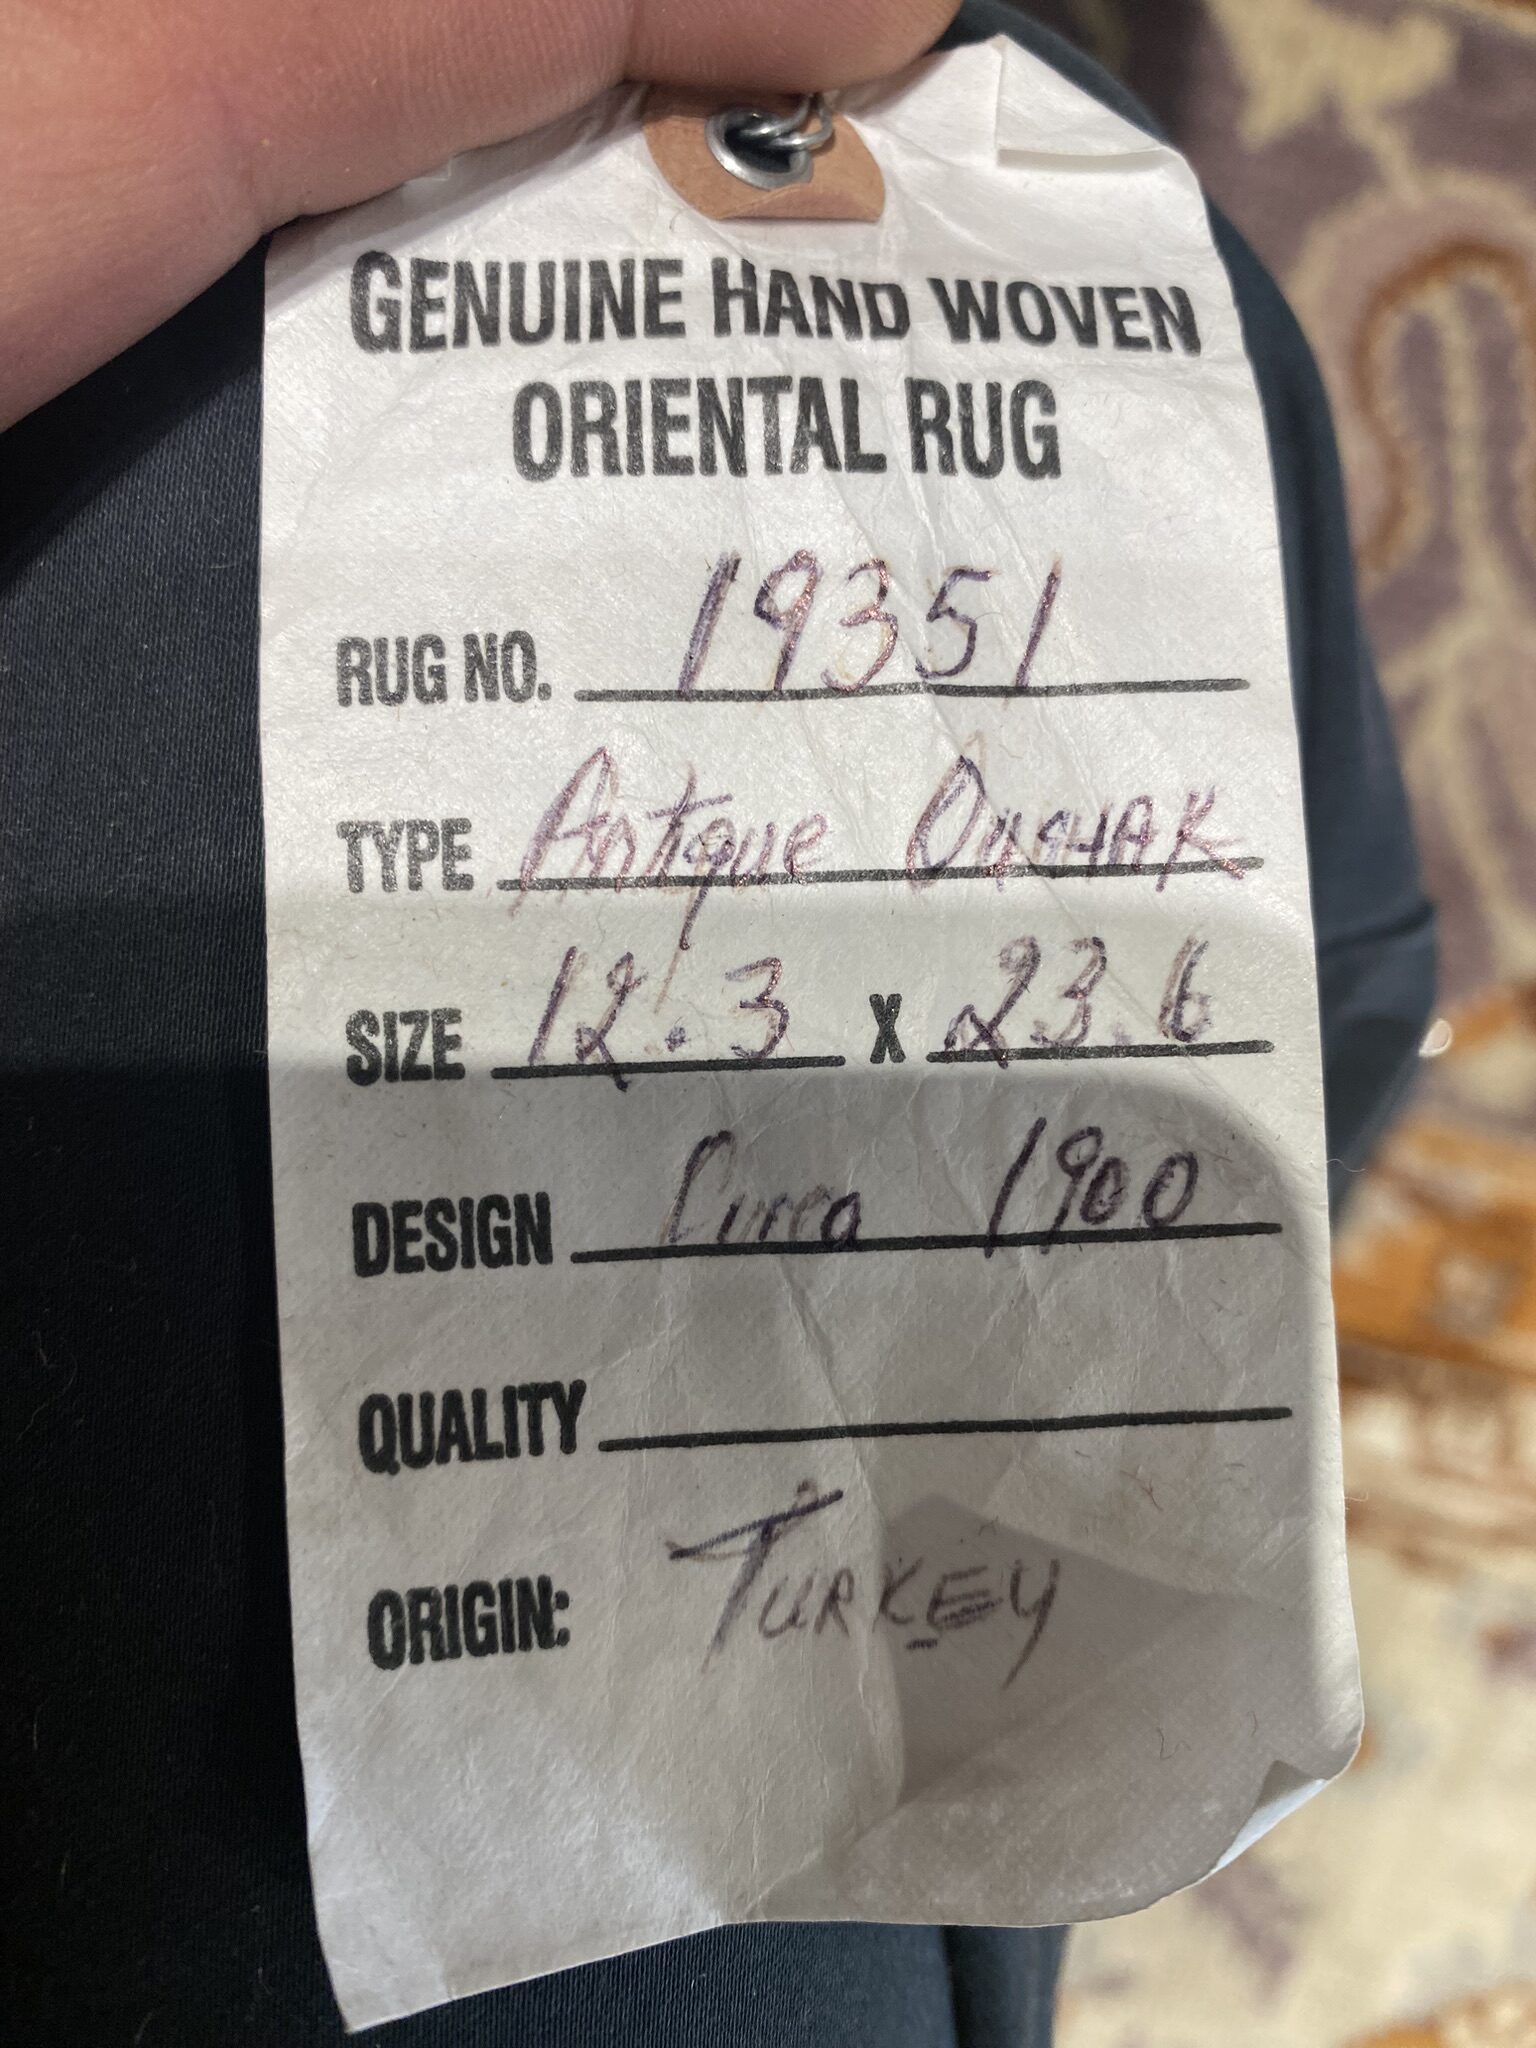 GENUINE HAND WOVEN
ORIENTAL RUG
RUG NO. 19351
TYPE Antique OUSHAK
SIZE 12.3 X 23.6
DESIGN Circa 1900
QUALITY
ORIGIN: TURKEY